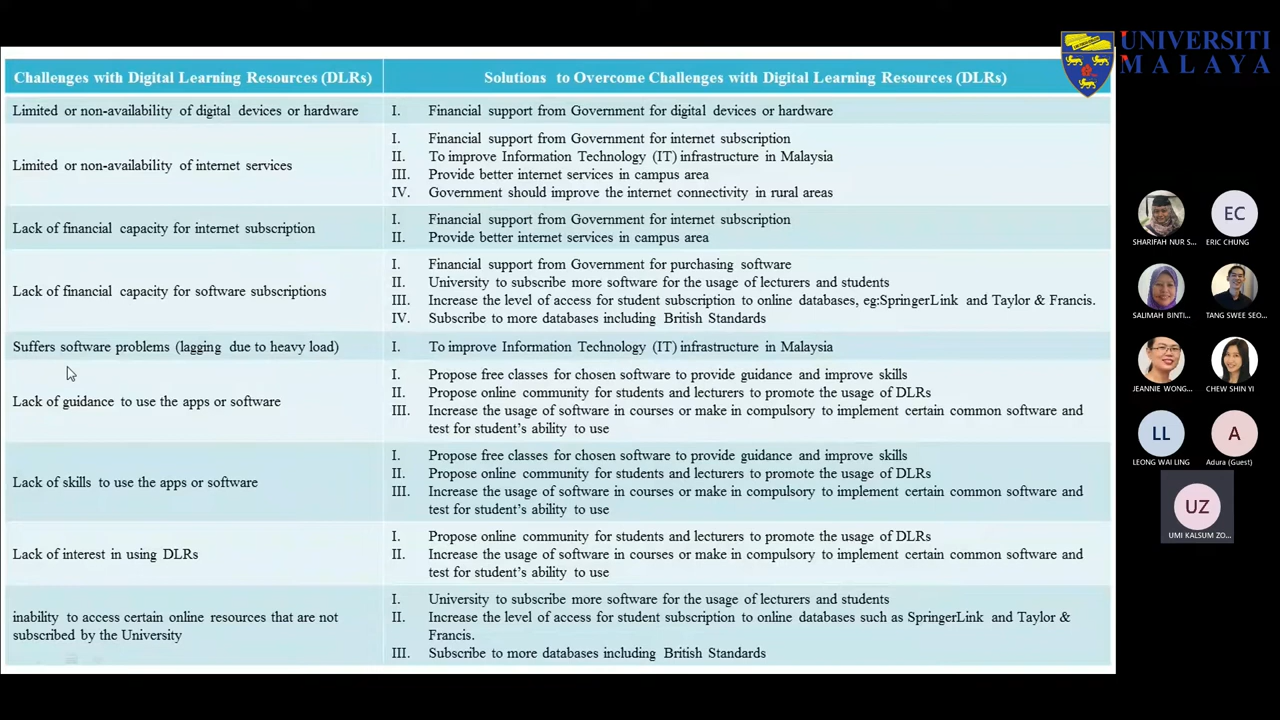 UNIVERSITI
MALAYA
Challenges with Digital Learning Resources (DLRs)
Solutions to Overcome Challenges with Digital Learning Resources (DLRs)
Limited or non-availability of digital devices or hardware
I. Financial support from Government for digital devices or hardware
Limited or non-availability of internet services
I. Financial support from Government for internet subscription
II. To improve Information Technology (IT) infrastructure in Malaysia
III. Provide better internet services in campus area
IV. Government should improve the internet connectivity in rural areas
Lack of financial capacity for internet subscription
I. Financial support from Government for internet subscription
II. Provide better internet services in campus area
Lack of financial capacity for software subscriptions
I. Financial support from Government for purchasing software
II. University to subscribe more software for the usage of lecturers and students
III. Increase the level of access for student subscription to online databases, eg:SpringerLink and Taylor & Francis.
IV. Subscribe to more databases including British Standards
Suffers software problems (lagging due to heavy load)
I. To improve Information Technology (IT) infrastructure in Malaysia
Lack of guidance to use the apps or software
I. Propose free classes for chosen software to provide guidance and improve skills
II. Propose online community for students and lecturers to promote the usage of DLRs
III. Increase the usage of software in courses or make in compulsory to implement certain common software and
test for student's ability to use
Lack of skills to use the apps or software
I. Propose free classes for chosen software to provide guidance and improve skills
II. Propose online community for students and lecturers to promote the usage of DLRs
III. Increase the usage of software in courses or make in compulsory to implement certain common software and
test for student's ability to use
Lack of interest in using DLRs
I. Propose online community for students and lecturers to promote the usage of DLRs
II. Increase the usage of software in courses or make in compulsory to implement certain common software and
test for student's ability to use
inability to access certain online resources that are not
subscribed by the University
I. University to subscribe more software for the usage of lecturers and students
II. Increase the level of access for student subscription to online databases such as SpringerLink and Taylor &
Francis.
III. Subscribe to more databases including British Standards
EC
SHARIFAH NUR S...
ERIC CHUNG
SALIMAH BINTI...
TANG SWEE SEO...
JEANNIE WONG...
CHEW SHIN YI
LL
A
LEONG WAI LING
Adura (Guest)
UZ
UMI KALSUM ZO...